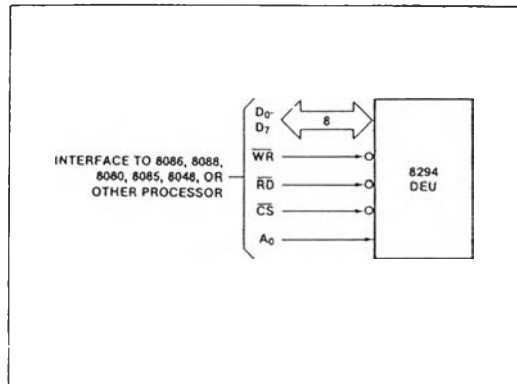 D0-
D7
8
WR
INTERFACE TO 8086, 8088,
8080, 8085, 8048, OR
OTHER PROCESSOR
RD
CS
A0
8294
DEU